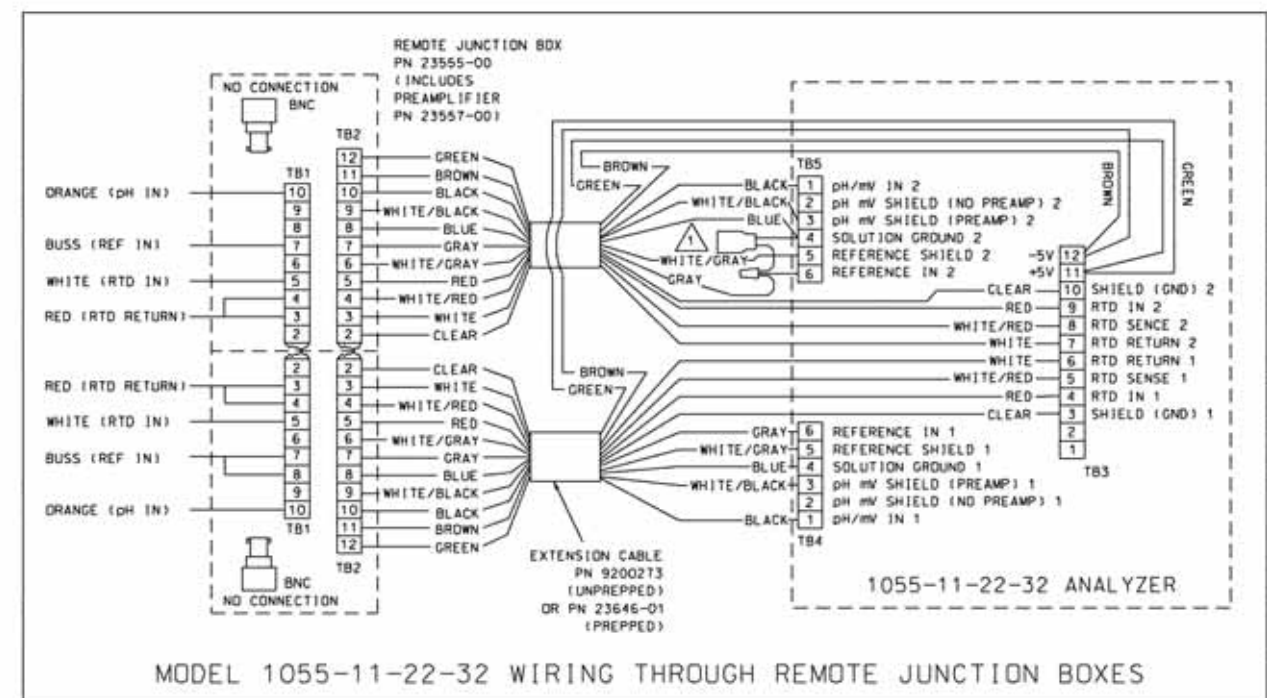 REMOTE JUNCTION BOX
PN 23555-00
(INCLUDES
PREAMPLIFIER
PN 23557-00)
NO CONNECTION
BNC
TB2
TB1
12
11
10
9
8
7
6
5
4
3
2
10
9
8
7
6
5
4
3
2
ORANGE (pH IN)
BUSS (REF IN)
WHITE (RTD IN)
RED (RTD RETURN)
GREEN
BROWN
BLACK
WHITE/BLACK
BLUE
GRAY
WHITE/GRAY
RED
WHITE/RED
WHITE
CLEAR
BROWN
GREEN
BLACK
WHITE/BLACK
BLUE
1
WHITE/GRAY
GRAY
TB5
1 pH/mV IN 2
2 pH mV SHIELD (NO PREAMP) 2
3 pH mV SHIELD (PREAMP) 2
4 SOLUTION GROUND 2
5 REFERENCE SHIELD 2
6 REFERENCE IN 2
BROWN
GREEN
-5V 12
+5V 11
CLEAR 10 SHIELD (GND) 2
RED 9 RTD IN 2
WHITE/RED 8 RTD SENCE 2
WHITE 7 RTD RETURN 2
WHITE 6 RTD RETURN 1
WHITE/RED 5 RTD SENSE 1
RED 4 RTD IN 1
CLEAR 3 SHIELD (GND) 1
2
1
TB3
RED (RTD RETURN)
WHITE (RTD IN)
BUSS (REF IN)
ORANGE (pH IN)
2
3
4
5
6
7
8
9
10
TB1
2
3
4
5
6
7
8
9
10
11
12
TB2
CLEAR
WHITE
WHITE/RED
RED
WHITE/GRAY
GRAY
BLUE
WHITE/BLACK
BLACK
BROWN
GREEN
BROWN
GREEN
GRAY 6 REFERENCE IN 1
WHITE/GRAY 5 REFERENCE SHIELD 1
BLUE 4 SOLUTION GROUND 1
WHITE/BLACK 3 pH mV SHIELD (PREAMP) 1
2 pH mV SHIELD (NO PREAMP) 1
BLACK 1 pH/mV IN 1
TB4
BNC
NO CONNECTION
EXTENSION CABLE
PN 9200273
(UNPREPPED)
OR PN 23646-01
(PREPPED)
1055-11-22-32 ANALYZER
MODEL 1055-11-22-32 WIRING THROUGH REMOTE JUNCTION BOXES